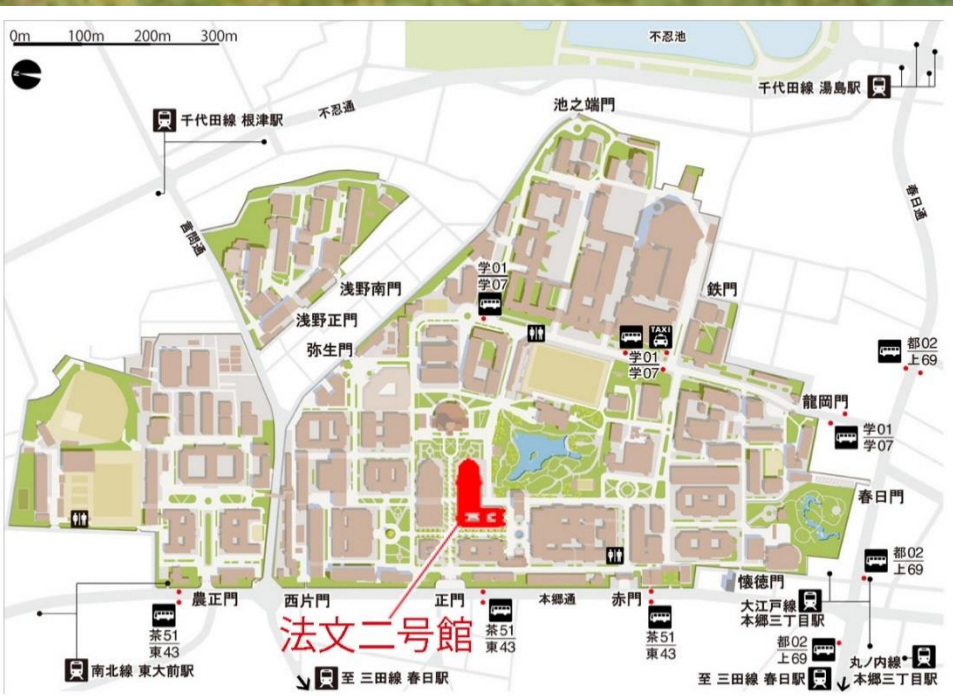 0m 100m 200m 300m
不忍池
千代田線 湯島駅
千代田線 根津駅
不忍通
池之端門
春日通
言問通
浅野南門
浅野正門
弥生門
学01
学07
鉄門
TAXI
学01
学07
都02
上69
龍岡門
学01
学07
春日門
都02
上69
懐徳門
大江戸線
本郷三丁目駅
農正門
西片門
正門
本郷通
赤門
茶51
東43
法文二号館
茶51
東43
茶51
東43
都02
上69
丸ノ内線
本郷三丁目駅
南北線 東大前駅
至 三田線 春日駅
至 三田線 春日駅